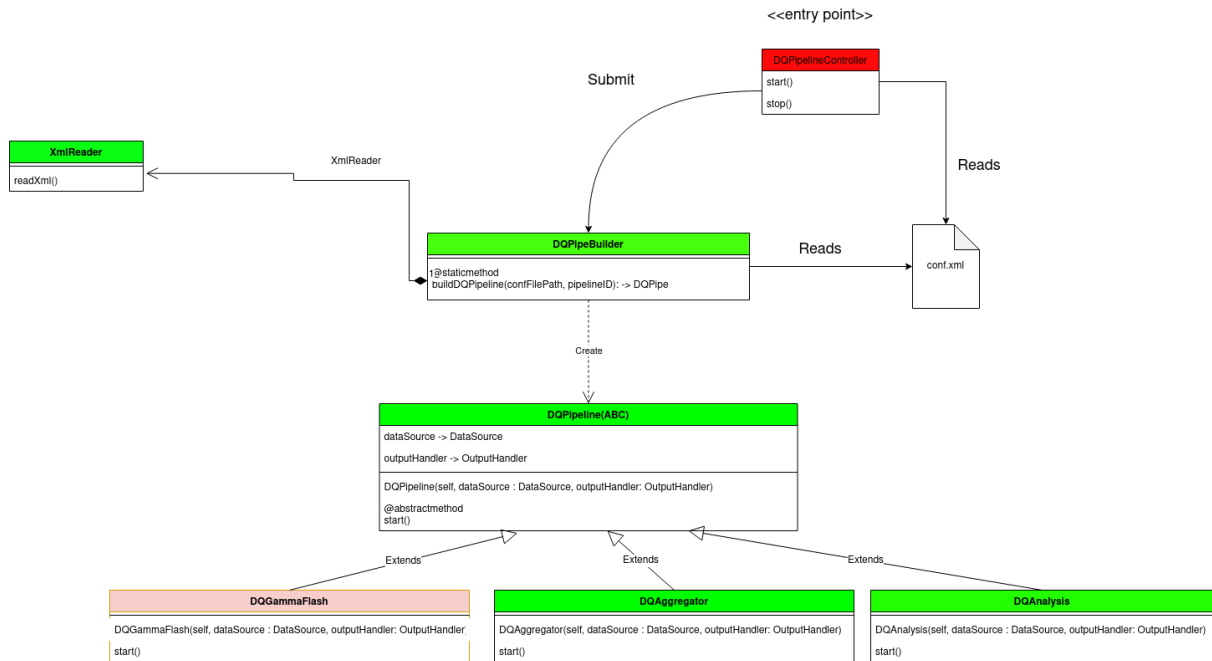 <<entry point>>
DQPipelineController
start()
stop()
Submit
Reads
XmlReader
readXml()
XmlReader
DQPipeBuilder
1@staticmethod
buildDQPipeline(confFilePath, pipelineID): -> DQPipe
Reads
conf.xml
Create
DQPipeline(ABC)
dataSource -> DataSource
outputHandler -> OutputHandler
DQPipeline(self, dataSource : DataSource, outputHandler: OutputHandler)
@abstractmethod
start()
Extends
Extends
Extends
DQGammaFlash
DQGammaFlash(self, dataSource : DataSource, outputHandler: OutputHandler)
start()
DQAggregator
DQAggregator(self, dataSource : DataSource, outputHandler: OutputHandler)
start()
DQAnalysis
DQAnalysis(self, dataSource : DataSource, outputHandler: OutputHandler)
start()